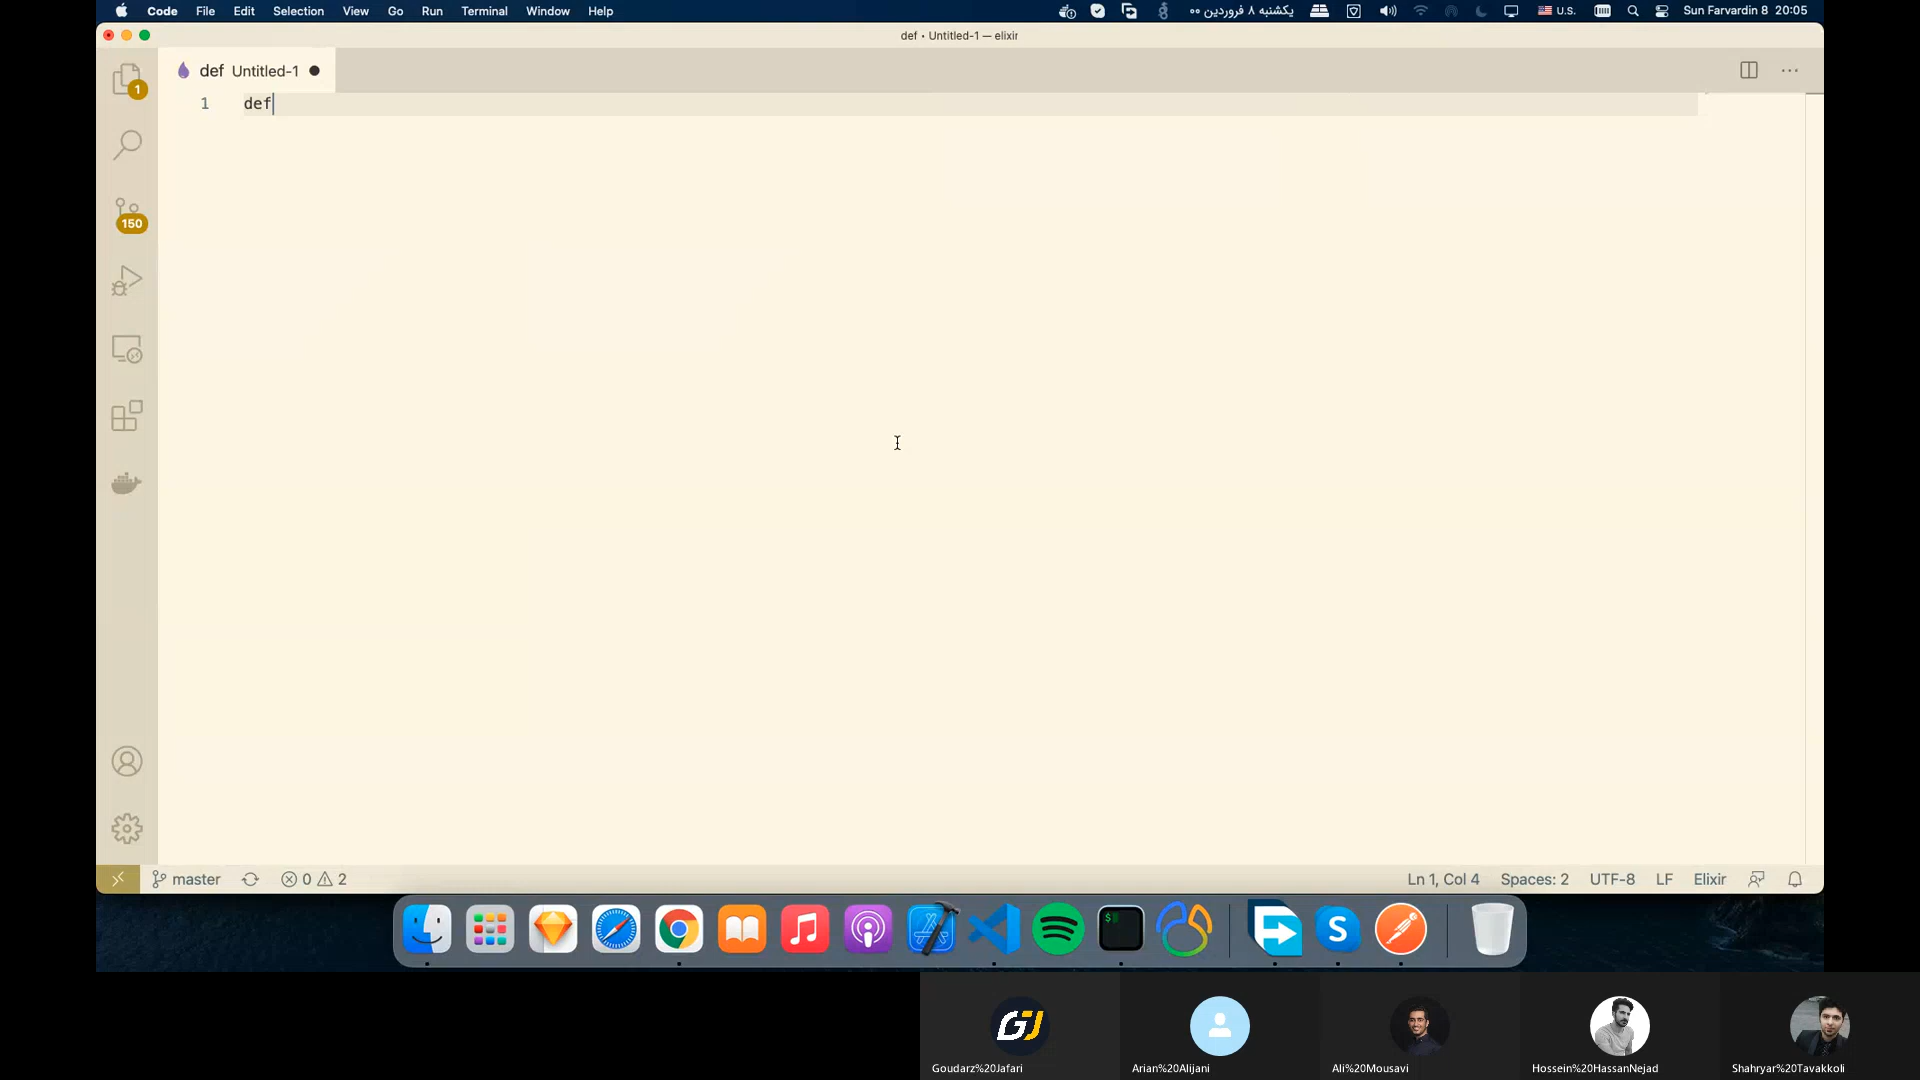 Code File Edit Selection View Go Run Terminal Window Help یکشنبه ۸ فروردین ۰۰ U.S. Sun Farvardin 8 20:05
def • Untitled-1 — elixir
def Untitled-1
1 def
1
150
master 0 2 Ln 1, Col 4 Spaces: 2 UTF-8 LF Elixir
$
S
GJ
Goudarz%20Jafari Arian%20Alijani Ali%20Mousavi Hossein%20HassanNejad Shahryar%20Tavakkoli